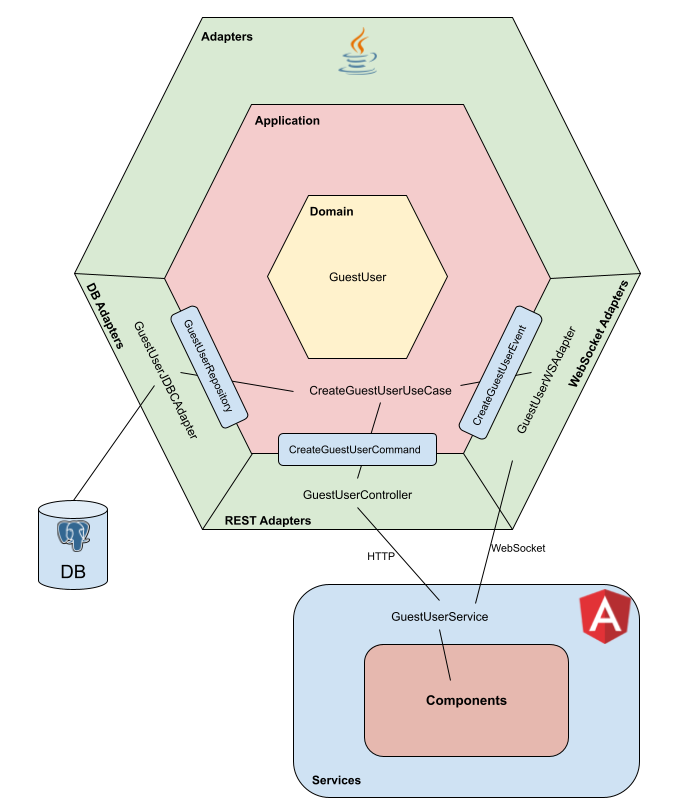 Adapters
Application
Domain
GuestUser
DB Adapters
GuestUserJDBCAdapter
GuestUserRepository
CreateGuestUserUseCase
CreateGuestUserEvent
GuestUserWSAdapter
WebSocket Adapters
CreateGuestUserCommand
GuestUserController
REST Adapters
DB
HTTP
WebSocket
GuestUserService
A
Components
Services